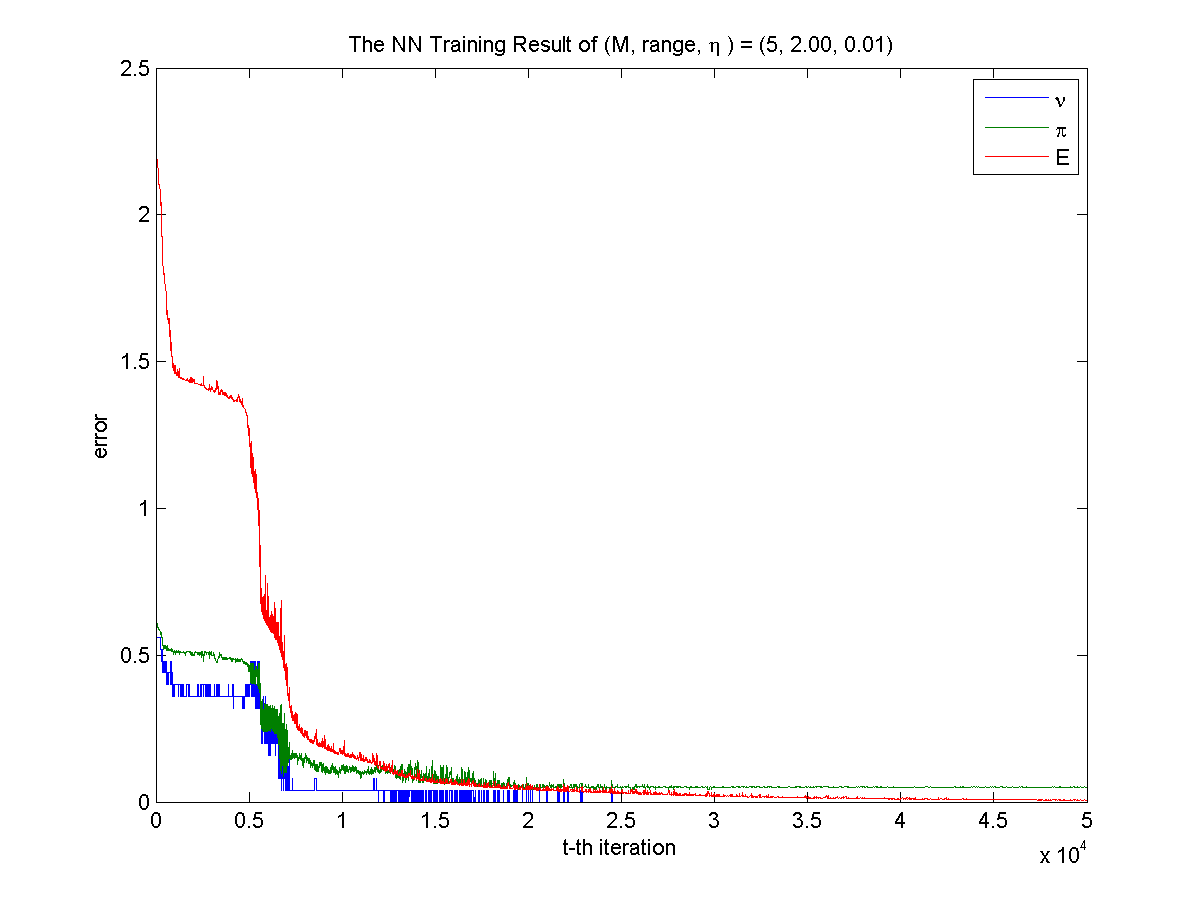 The NN Training Result of (M, range, η ) = (5, 2.00, 0.01)
2.5
ν
π
E
2
1.5
error
1
0.5
0
0 0.5 1 1.5 2 2.5 3 3.5 4 4.5 5
t-th iteration
x 10^4